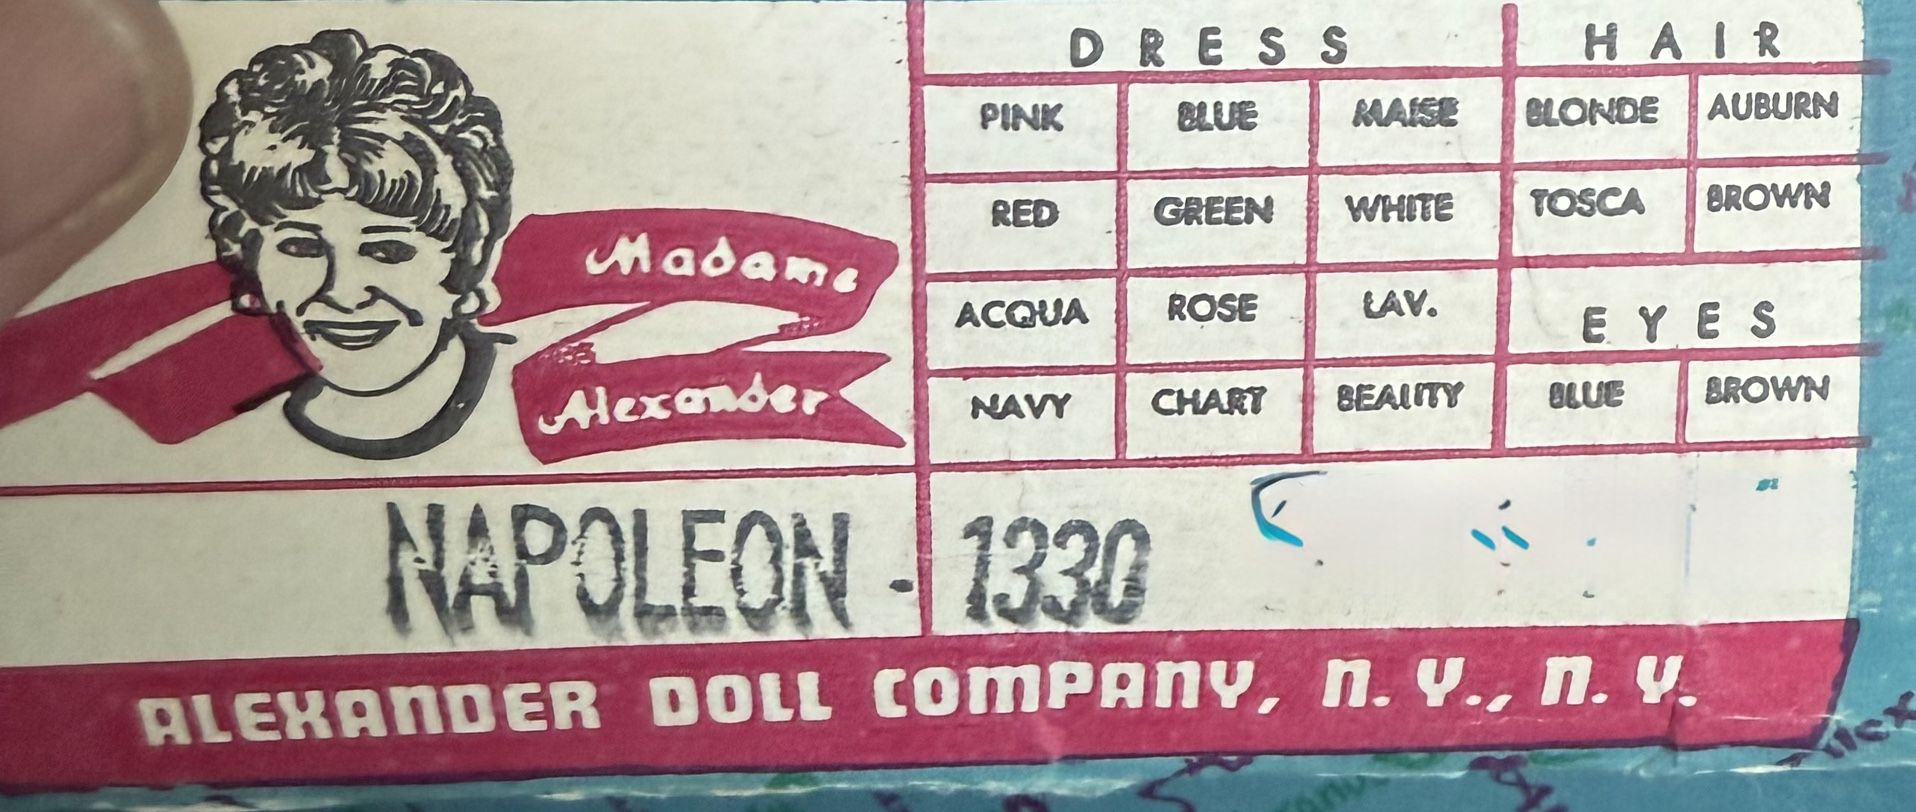 Madame
Alexander
DRESS HAIR
PINK BLUE MAISE BLONDE AUBURN
RED GREEN WHITE TOSCA BROWN
ACQUA ROSE LAV. EYES
NAVY CHART BEAUTY BLUE BROWN
NAPOLEON - 1330
ALEXANDER DOLL COMPANY, N. Y., N. Y.